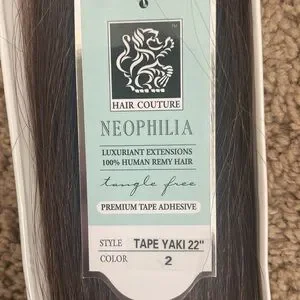 HAIR COUTURE
NEOPHILIA
LUXURIANT EXTENSIONS
100% HUMAN REMY HAIR
tangle free
PREMIUM TAPE ADHESIVE
STYLE TAPE YAKI 22"
COLOR 2